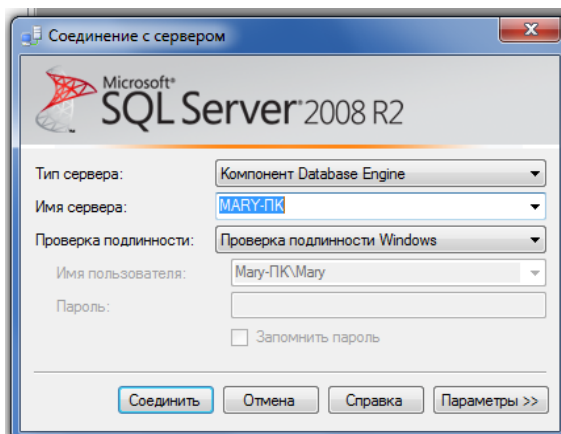 Соединение с сервером
Microsoft®
SQL Server® 2008 R2
Тип сервера: Компонент Database Engine
Имя сервера: MARY-ПК
Проверка подлинности: Проверка подлинности Windows
Имя пользователя: Mary-ПК\Mary
Пароль:
Запомнить пароль
Соединить Отмена Справка Параметры >>